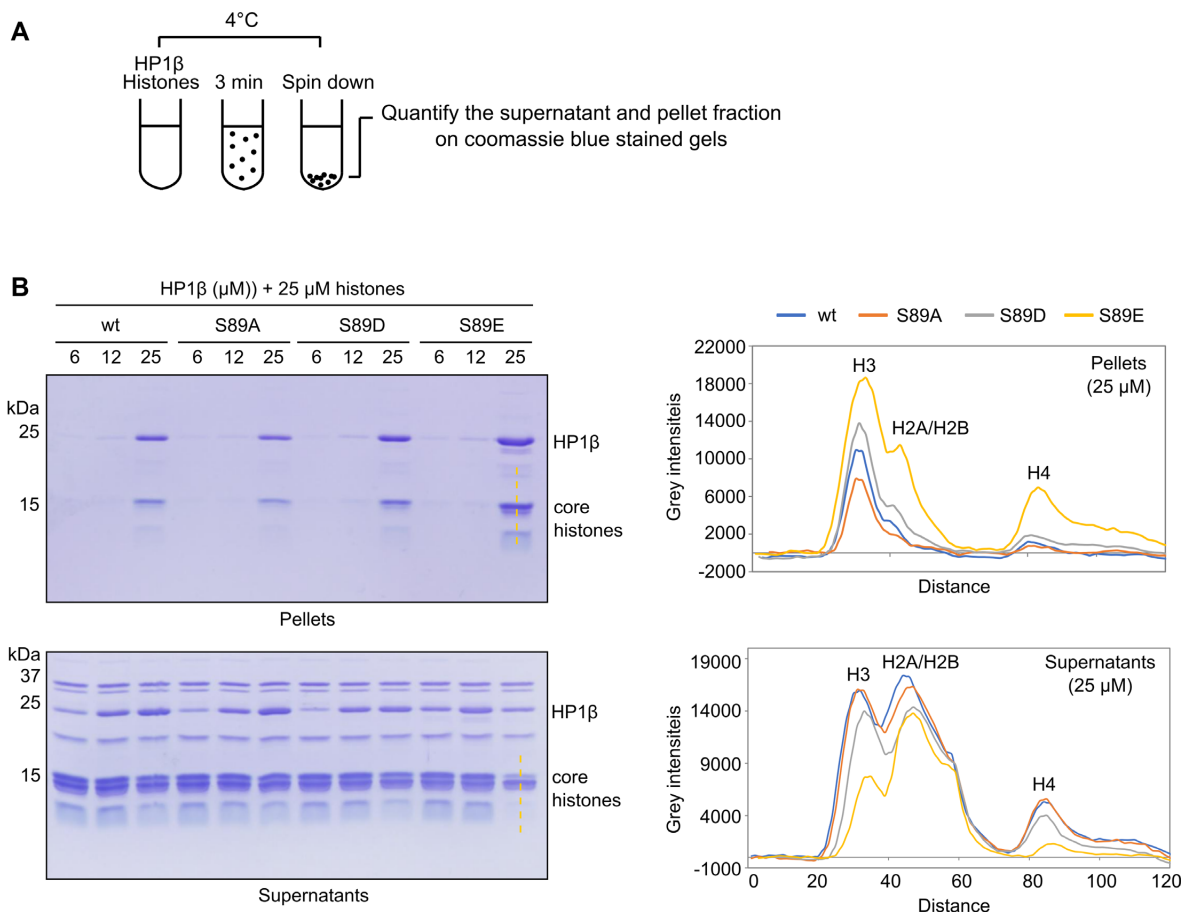 A
4°C
HP1β
Histones
3 min
Spin down
Quantify the supernatant and pellet fraction
on coomassie blue stained gels
B
HP1β (μM)) + 25 μM histones
wt S89A S89D S89E
6 12 25 6 12 25 6 12 25 6 12 25
kDa
25
15
HP1β
core
histones
Pellets
kDa
37
25
15
HP1β
core
histones
Supernatants
wt S89A S89D S89E
22000
18000
14000
10000
6000
2000
-2000
Grey intensiteis
H3
H2A/H2B
H4
Pellets
(25 μM)
Distance
19000
14000
9000
4000
-1000
Grey intensiteis
H3
H2A/H2B
H4
Supernatants
(25 μM)
0 20 40 60 80 100 120
Distance